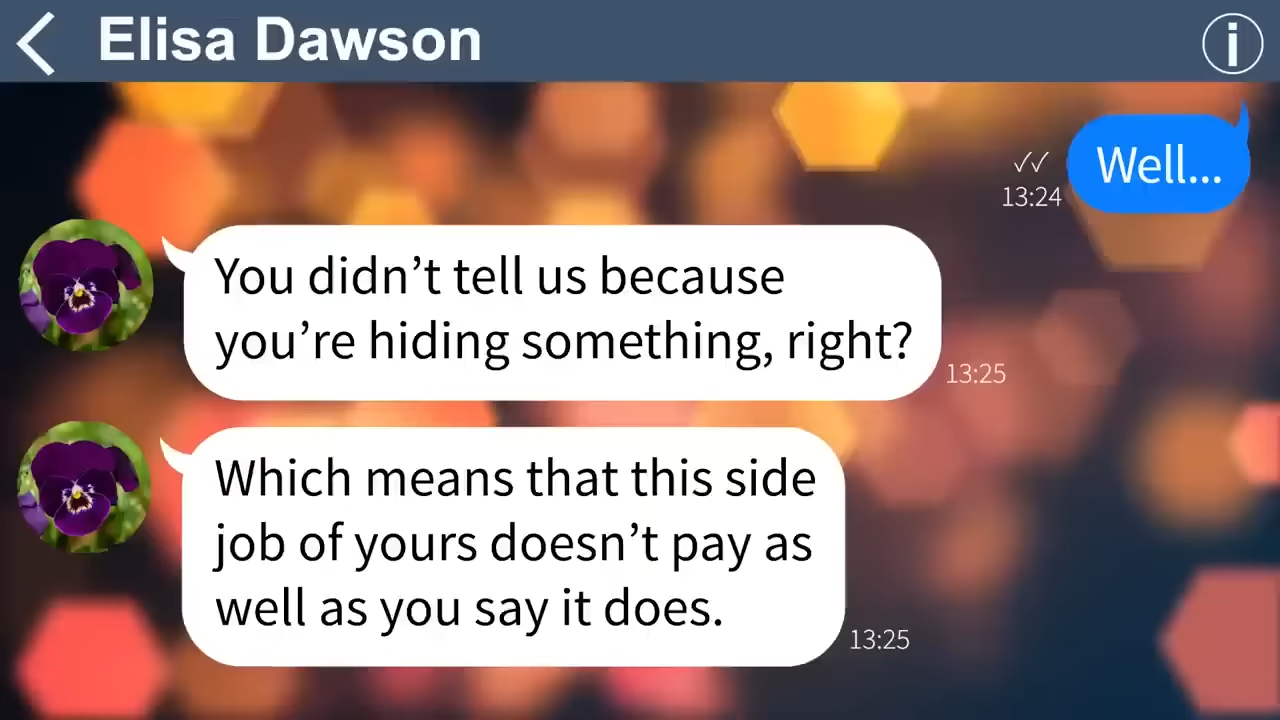 Elisa Dawson
i
Well...
13:24
You didn’t tell us because
you’re hiding something, right?
13:25
Which means that this side
job of yours doesn’t pay as
well as you say it does.
13:25